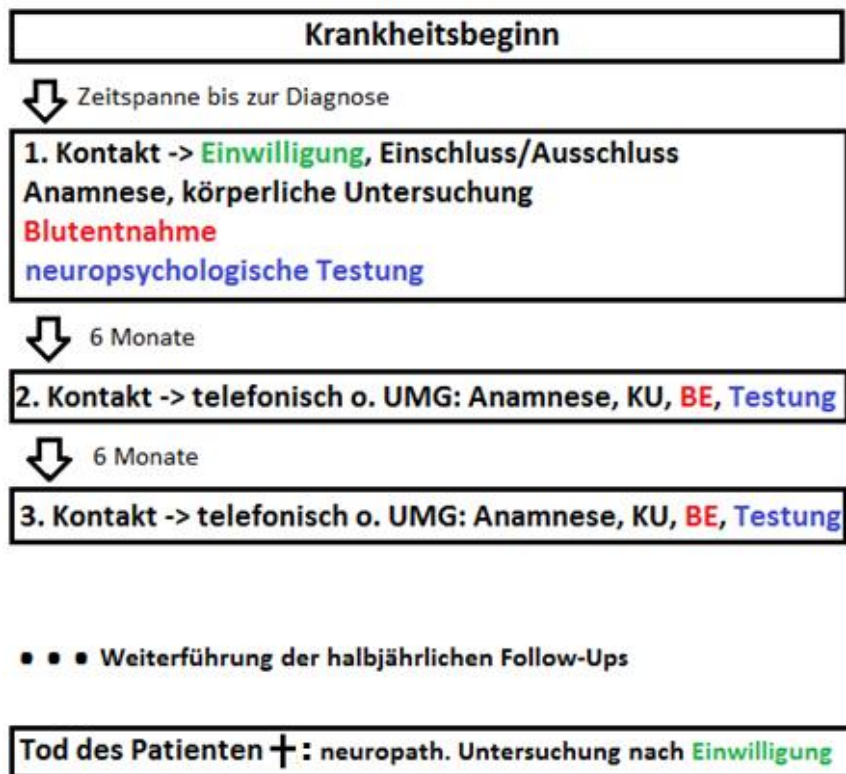 Krankheitsbeginn
Zeitspanne bis zur Diagnose
1. Kontakt -> Einwilligung, Einschluss/Ausschluss
Anamnese, körperliche Untersuchung
Blutentnahme
neuropsychologische Testung
6 Monate
2. Kontakt -> telefonisch o. UMG: Anamnese, KU, BE, Testung
6 Monate
3. Kontakt -> telefonisch o. UMG: Anamnese, KU, BE, Testung
• • • Weiterführung der halbjährlichen Follow-Ups
Tod des Patienten +: neuropath. Untersuchung nach Einwilligung